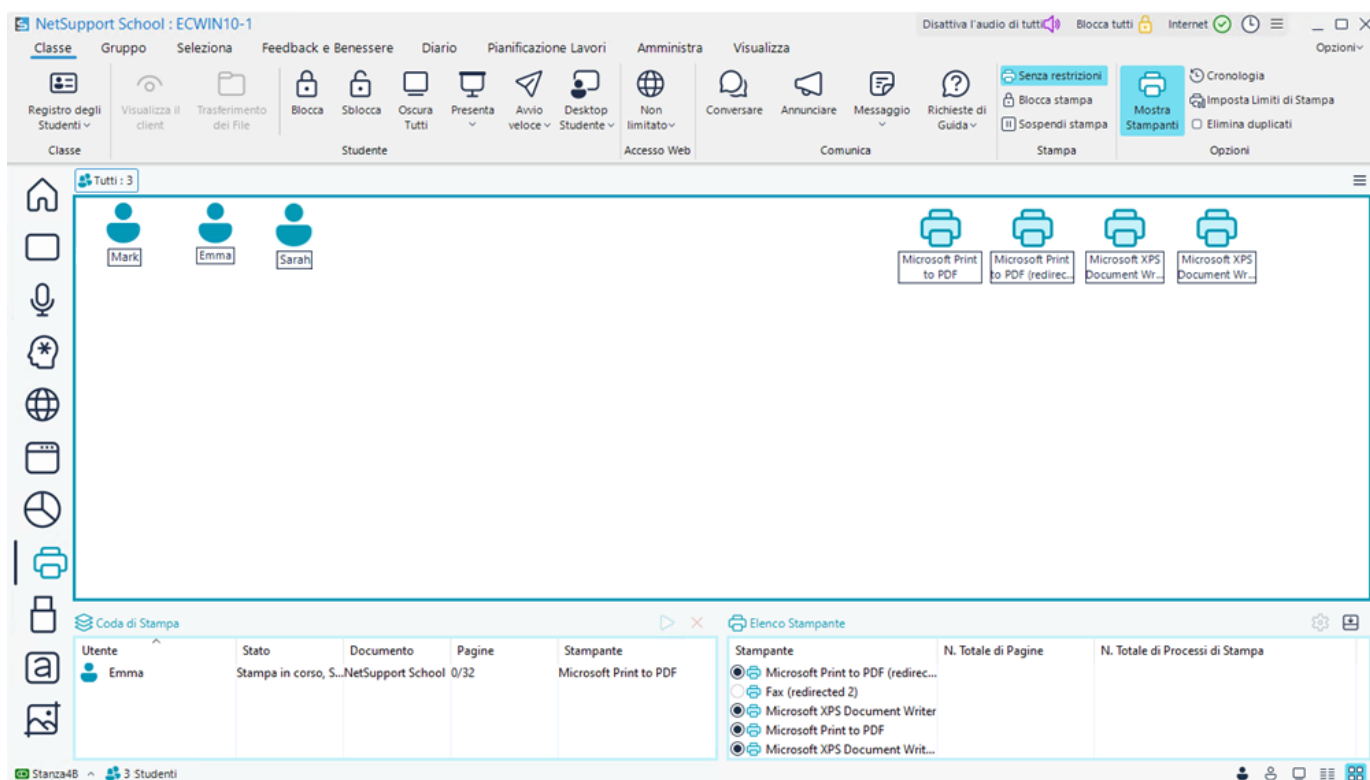 NetSupport School : ECWIN10-1
Disattiva l'audio di tutti
Blocca tutti
Internet
Classe
Gruppo
Seleziona
Feedback e Benessere
Diario
Pianificazione Lavori
Amministra
Visualizza
Opzioni
Registro degli
Studenti
Visualizza il
client
Trasferimento
dei File
Blocca
Sblocca
Oscura
Tutti
Presenta
Avvio
veloce
Desktop
Studente
Non
limitato
Conversare
Annunciare
Messaggio
Richieste di
Guida
Senza restrizioni
Blocca stampa
Sospendi stampa
Mostra
Stampanti
Cronologia
Imposta Limiti di Stampa
Elimina duplicati
Classe
Studente
Accesso Web
Comunica
Stampa
Opzioni
Tutti : 3
Mark
Emma
Sarah
Microsoft Print
to PDF
Microsoft Print
to PDF (redirec...
Microsoft XPS
Document Wr...
Microsoft XPS
Document Wr...
Coda di Stampa
Utente Stato Documento Pagine Stampante
Emma Stampa in corso, S...NetSupport School 0/32 Microsoft Print to PDF
Elenco Stampante
Stampante N. Totale di Pagine N. Totale di Processi di Stampa
Microsoft Print to PDF (redirec...
Fax (redirected 2)
Microsoft XPS Document Writer
Microsoft Print to PDF
Microsoft XPS Document Writ...
Stanza4B
3 Studenti